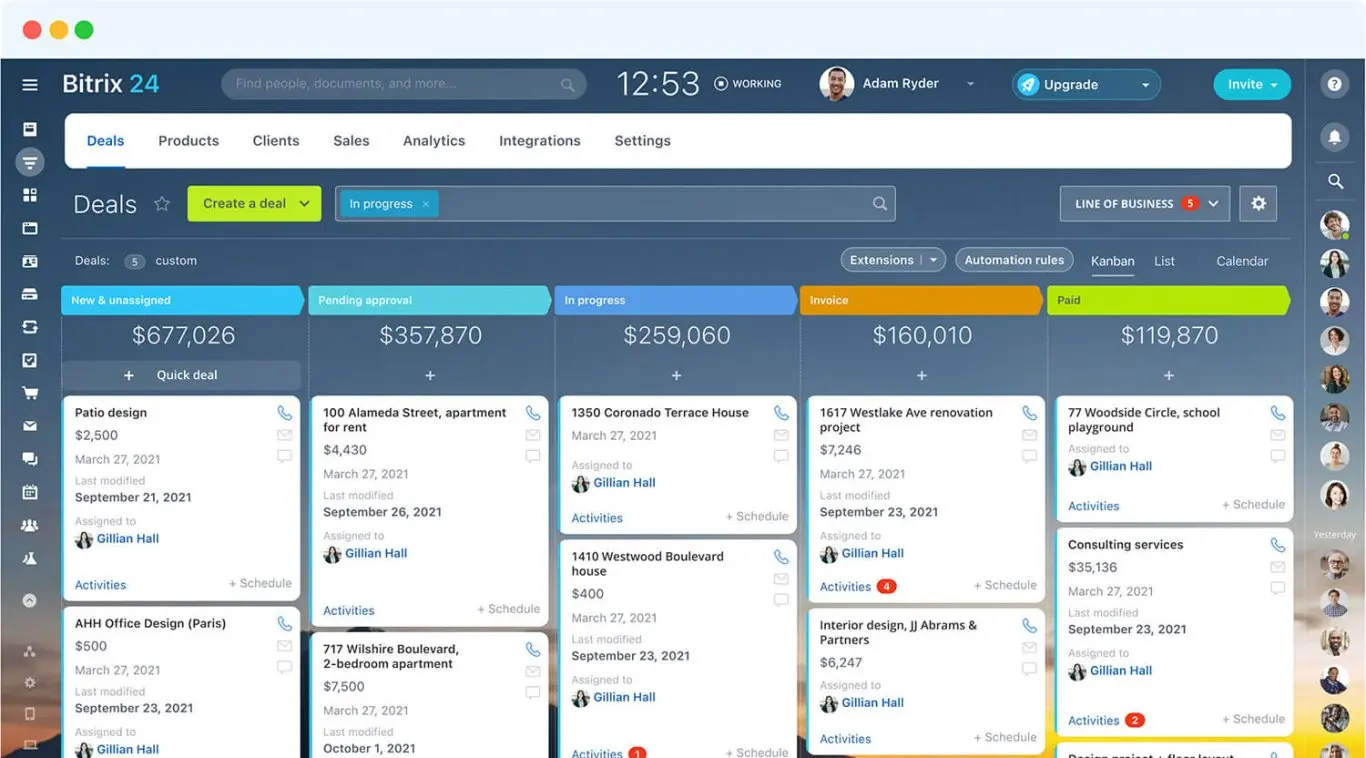 Bitrix 24
Find people, documents, and more...
12:53
WORKING
Adam Ryder
Upgrade
Invite
?
Deals Products Clients Sales Analytics Integrations Settings
Deals
Create a deal
In progress ×
LINE OF BUSINESS 5
Deals: 5 custom
Extensions
Automation rules
Kanban
List
Calendar
New & unassigned
$677,026
+ Quick deal
Patio design
$2,500
March 27, 2021
Last modified
September 21, 2021
Assigned to
Gillian Hall
Activities + Schedule
AHH Office Design (Paris)
$500
March 27, 2021
Last modified
September 23, 2021
Assigned to
Gillian Hall
Pending approval
$357,870
+
100 Alameda Street, apartment
for rent
$4,430
March 27, 2021
Last modified
September 26, 2021
Assigned to
Gillian Hall
Activities + Schedule
717 Wilshire Boulevard,
2-bedroom apartment
$7,500
March 27, 2021
Last modified
October 1, 2021
In progress
$259,060
+
1350 Coronado Terrace House
March 27, 2021
Assigned to
Gillian Hall
Activities + Schedule
1410 Westwood Boulevard
house
$400
March 27, 2021
Last modified
September 23, 2021
Assigned to
Gillian Hall
Activities 1 + Schedule
Invoice
$160,010
+
1617 Westlake Ave renovation
project
$7,246
March 27, 2021
Last modified
September 23, 2021
Assigned to
Gillian Hall
Activities 4 + Schedule
Interior design, JJ Abrams &
Partners
$6,247
Assigned to
Gillian Hall
Activities + Schedule
Paid
$119,870
+
77 Woodside Circle, school
playground
Assigned to
Gillian Hall
Activities + Schedule
Consulting services
$35,136
March 27, 2021
Last modified
September 23, 2021
Assigned to
Gillian Hall
Activities 2 + Schedule
Design project + floor layout
Yesterday